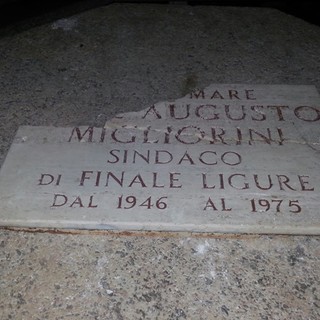 MARE
AUGUSTO
MIGLIORINI
SINDACO
DI FINALE LIGURE
DAL 1946 AL 1975